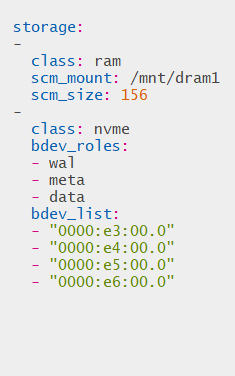 storage:
-
  class: ram
  scm_mount: /mnt/dram1
  scm_size: 156
-
  class: nvme
  bdev_roles:
  - wal
  - meta
  - data
  bdev_list:
  - "0000:e3:00.0"
  - "0000:e4:00.0"
  - "0000:e5:00.0"
  - "0000:e6:00.0"